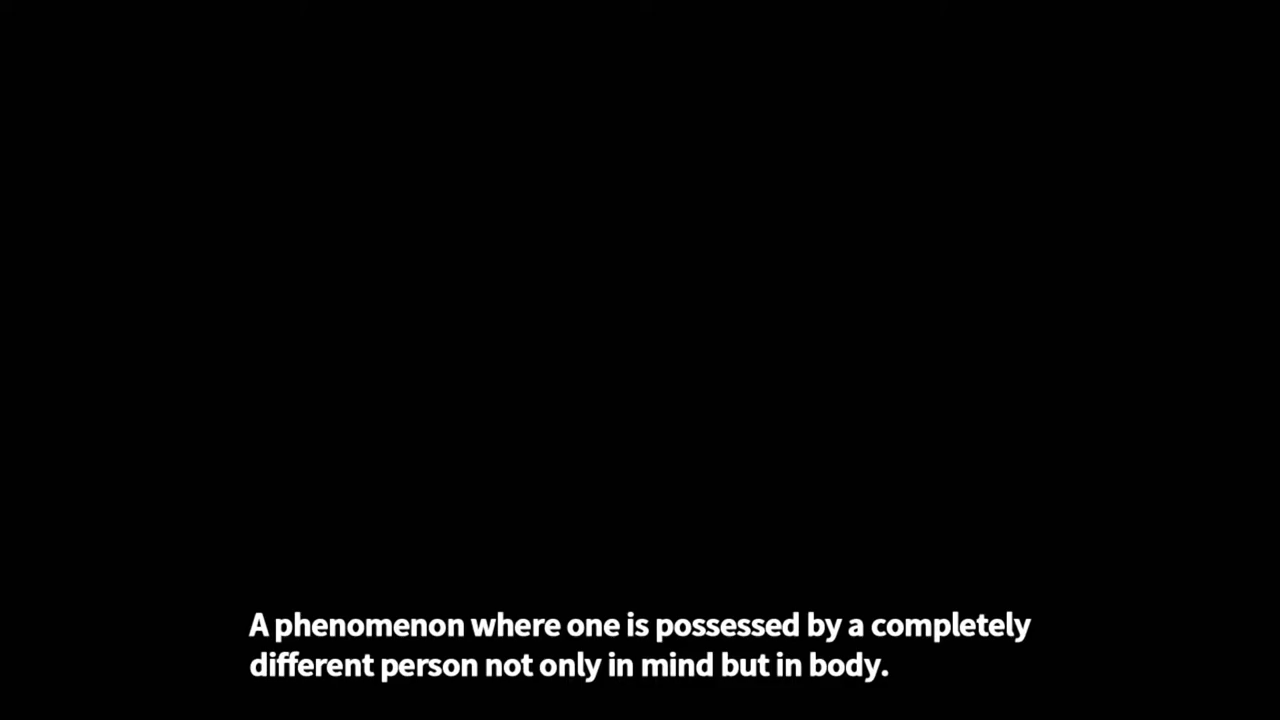 A phenomenon where one is possessed by a completely
different person not only in mind but in body.